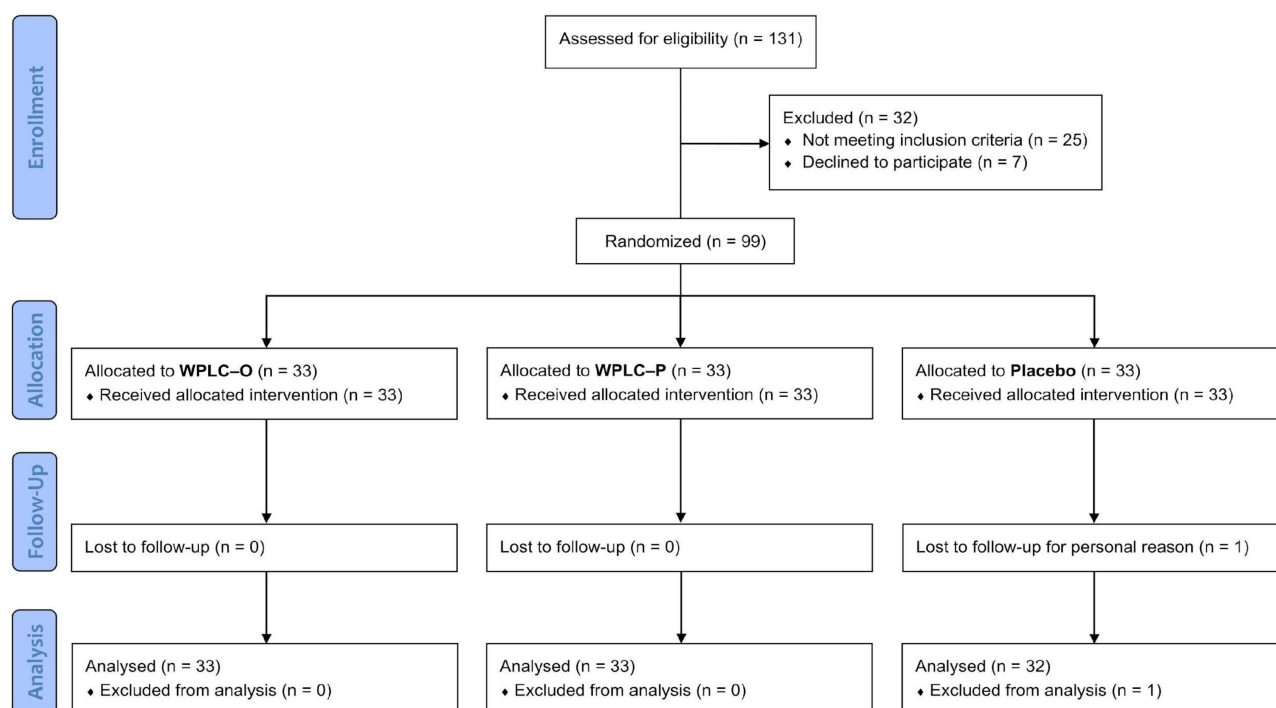 Enrollment
Assessed for eligibility (n = 131)
Excluded (n = 32)
♦ Not meeting inclusion criteria (n = 25)
♦ Declined to participate (n = 7)
Randomized (n = 99)
Allocation
Allocated to WPLC–O (n = 33)
♦ Received allocated intervention (n = 33)
Allocated to WPLC–P (n = 33)
♦ Received allocated intervention (n = 33)
Allocated to Placebo (n = 33)
♦ Received allocated intervention (n = 33)
Follow-Up
Lost to follow-up (n = 0)
Lost to follow-up (n = 0)
Lost to follow-up for personal reason (n = 1)
Analysis
Analysed (n = 33)
♦ Excluded from analysis (n = 0)
Analysed (n = 33)
♦ Excluded from analysis (n = 0)
Analysed (n = 32)
♦ Excluded from analysis (n = 1)